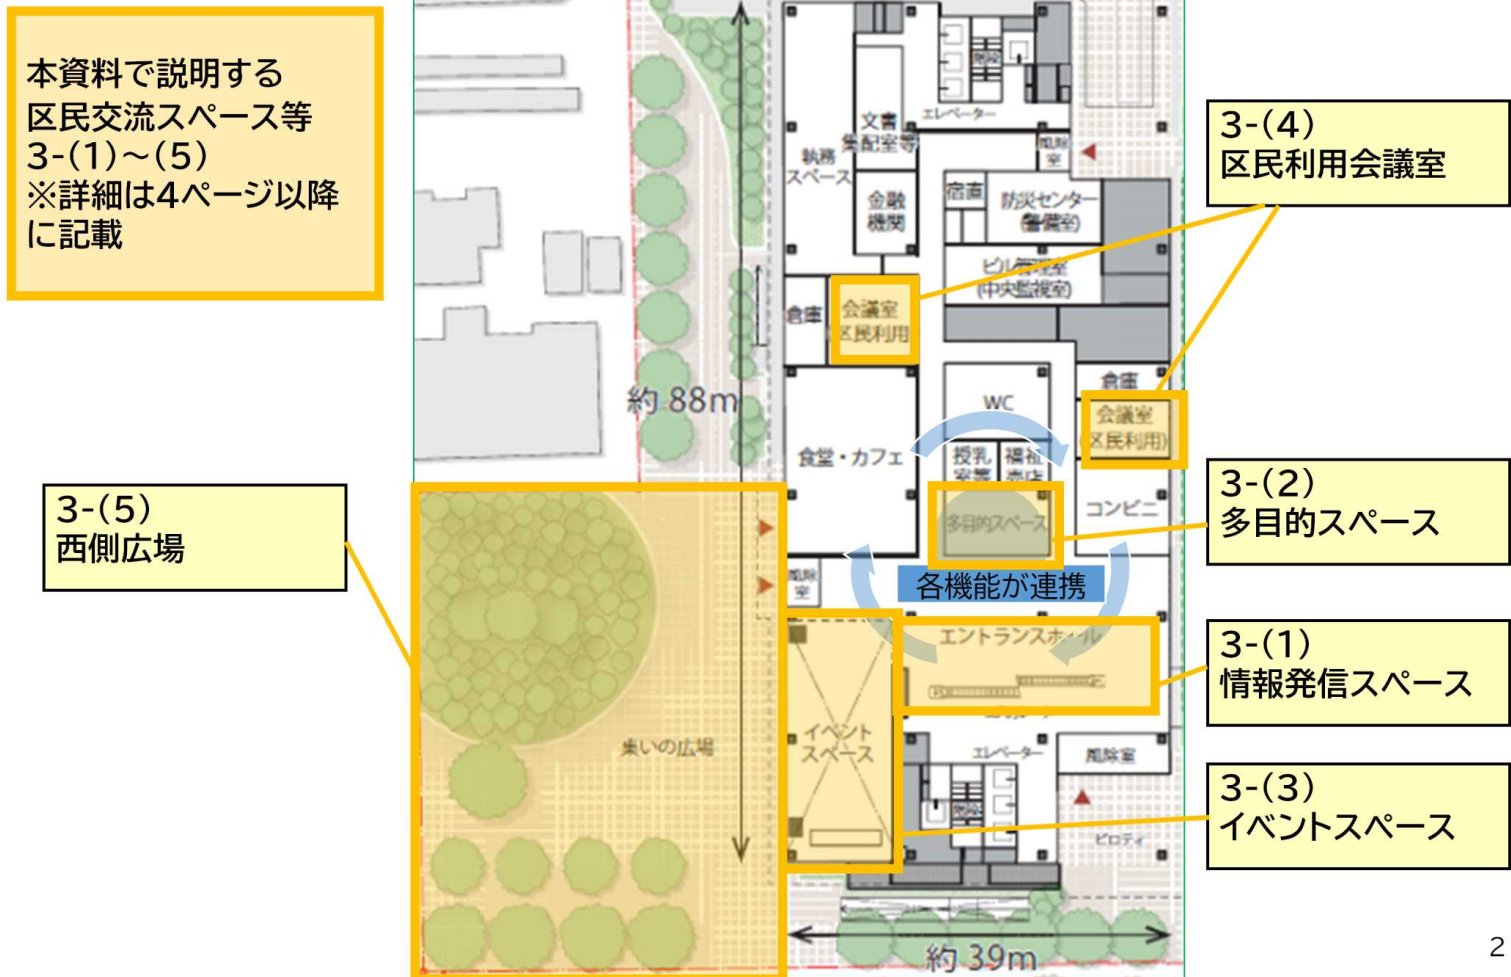 本資料で説明する
区民交流スペース等
3-(1)～(5)
※詳細は4ページ以降
に記載
3-(4)
区民利用会議室
3-(5)
西側広場
3-(2)
多目的スペース
3-(1)
情報発信スペース
3-(3)
イベントスペース
エレベーター
文書
集配室等
執務
スペース
金融
機関
風除
室
宿直
防災センター
(警備室)
ビル管理室
(中央監視室)
倉庫
会議室
区民利用
約 88m
WC
倉庫
会議室
(区民利用)
食堂・カフェ
授乳
室等
福祉
売店
多目的スペース
コンビニ
各機能が連携
風除
室
エントランスホール
集いの広場
イベント
スペース
エレベーター
風除室
階段
ピロティ
約 39m
2